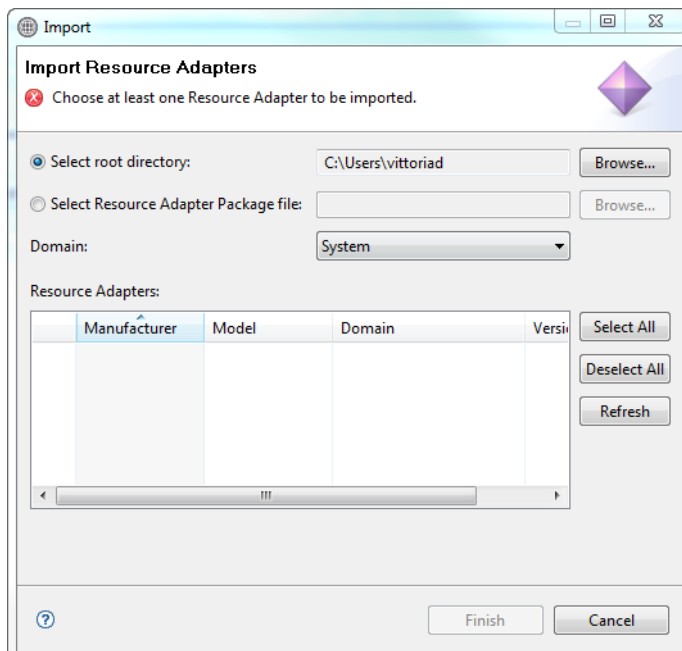 Import
Import Resource Adapters
Choose at least one Resource Adapter to be imported.
Select root directory: C:\Users\vittoriad Browse...
Select Resource Adapter Package file: Browse...
Domain: System
Resource Adapters:
Manufacturer Model Domain Versi
Select All
Deselect All
Refresh
Finish Cancel